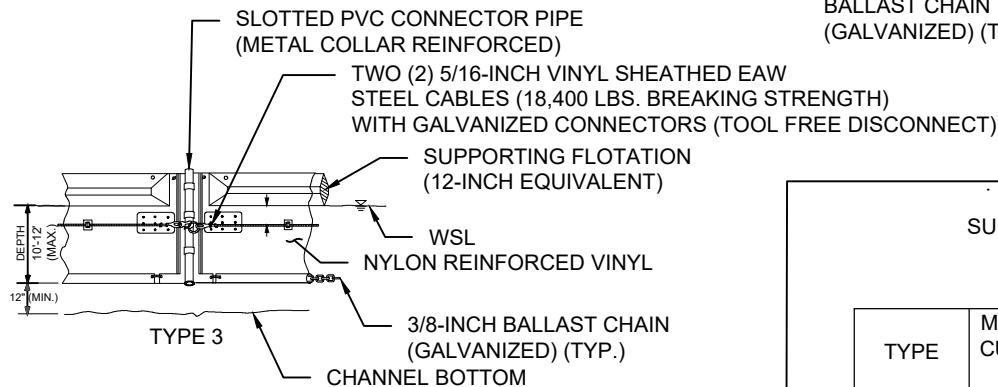 SLOTTED PVC CONNECTOR PIPE
(METAL COLLAR REINFORCED)
BALLAST CHAIN
(GALVANIZED) (T
TWO (2) 5/16-INCH VINYL SHEATHED EAW
STEEL CABLES (18,400 LBS. BREAKING STRENGTH)
WITH GALVANIZED CONNECTORS (TOOL FREE DISCONNECT)
SUPPORTING FLOTATION
(12-INCH EQUIVALENT)
WSL
NYLON REINFORCED VINYL
DEPTH
10'-12'
(MAX.)
12" (MIN.)
TYPE 3
3/8-INCH BALLAST CHAIN
(GALVANIZED) (TYP.)
CHANNEL BOTTOM
SU
TYPE
M
CU